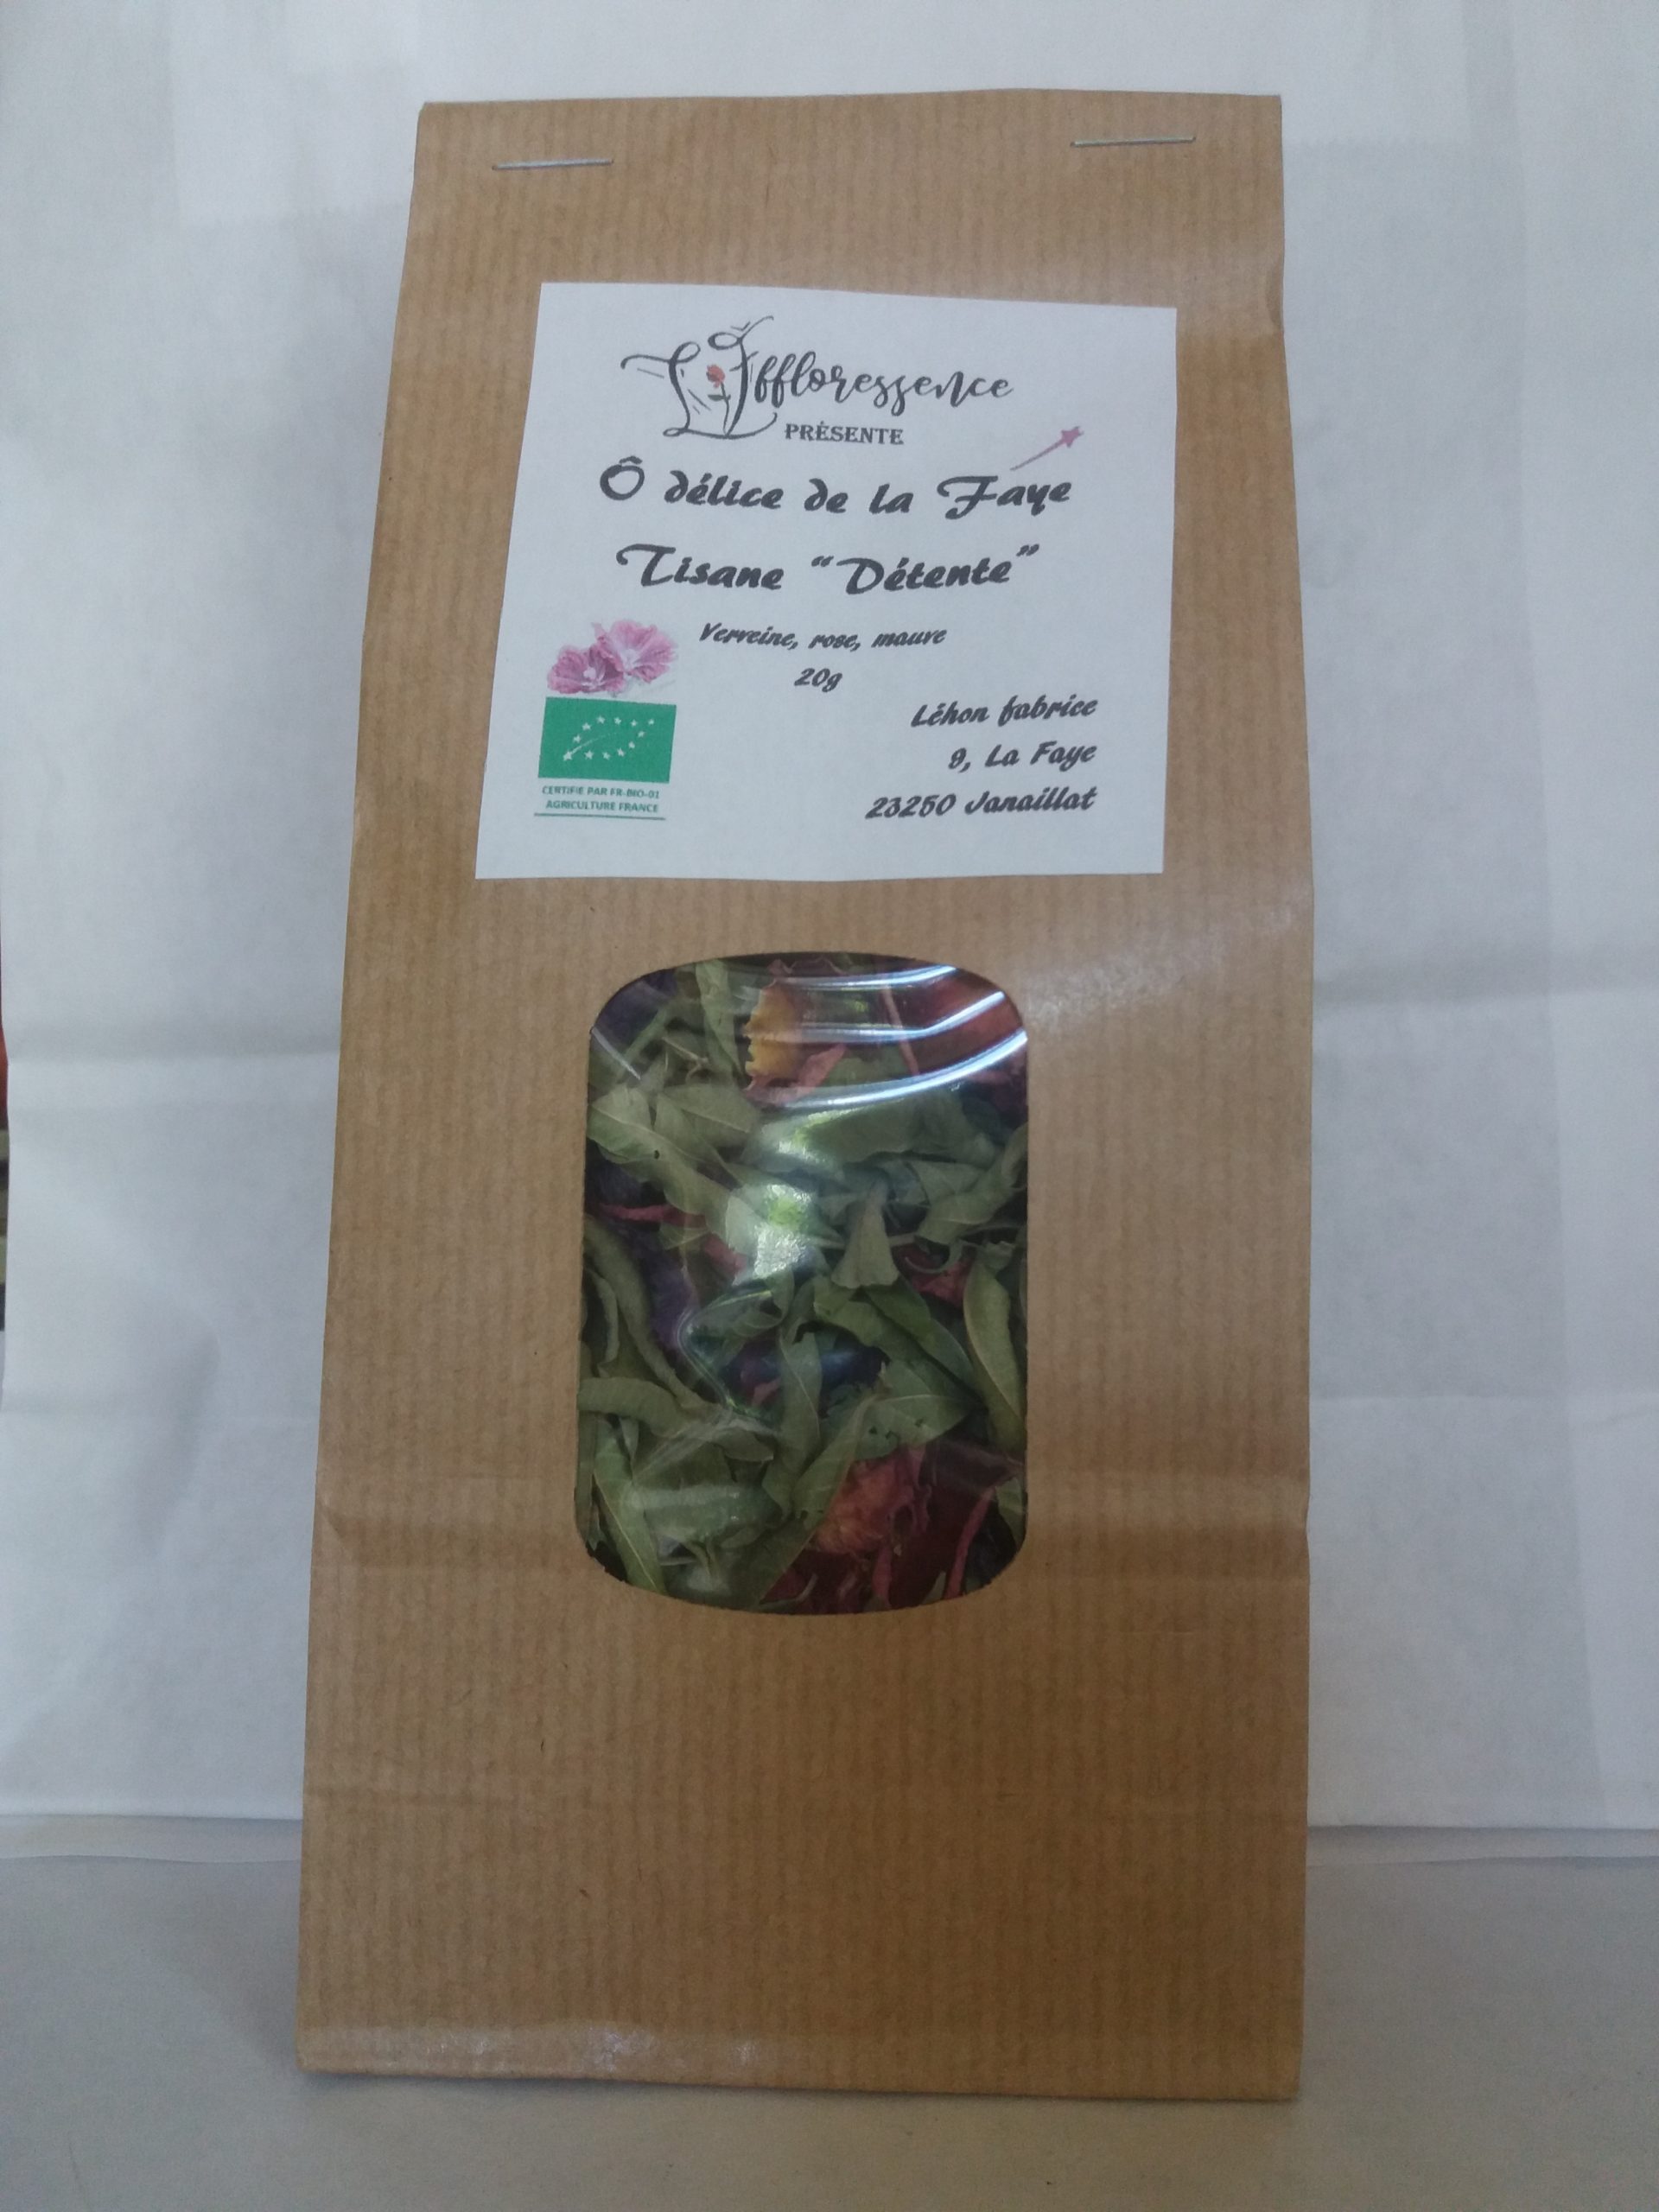 L'Effloressence
PRÉSENTE
Ô délice de la Faye
Tisane “Détente”
Verveine, rose, mauve
20g
Léhon fabrice
9, La Faye
23250 Janaillat
CERTIFIE PAR FR-BIO-01
AGRICULTURE FRANCE